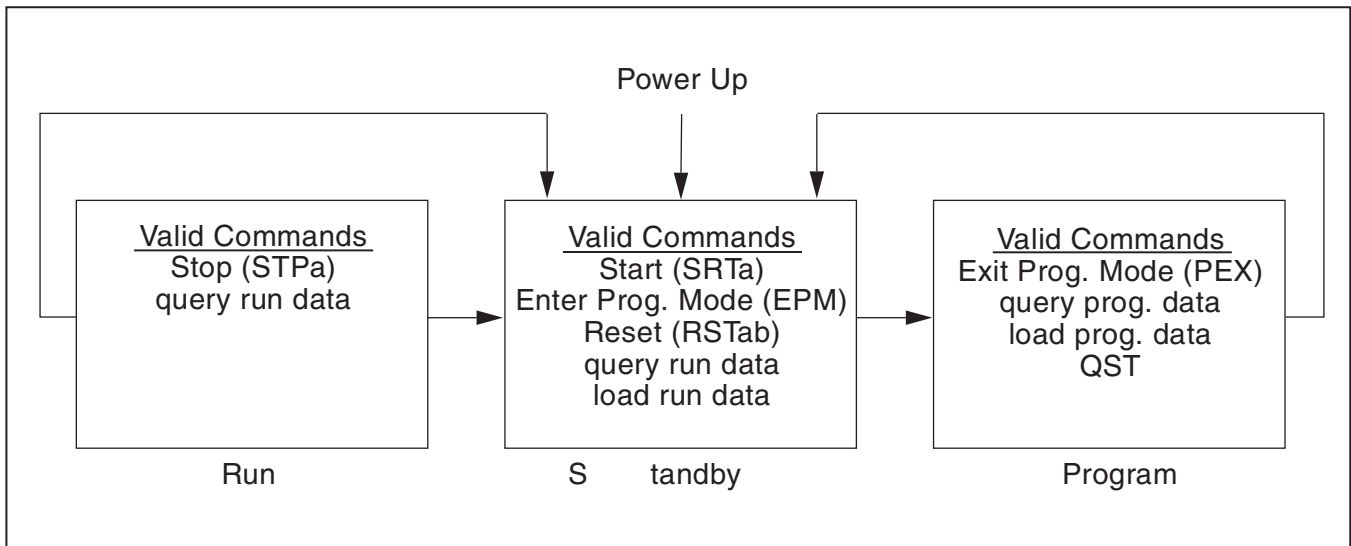 Power Up
Valid Commands
Stop (STPa)
query run data
Run
Valid Commands
Start (SRTa)
Enter Prog. Mode (EPM)
Reset (RSTab)
query run data
load run data
S tandby
Valid Commands
Exit Prog. Mode (PEX)
query prog. data
load prog. data
QST
Program